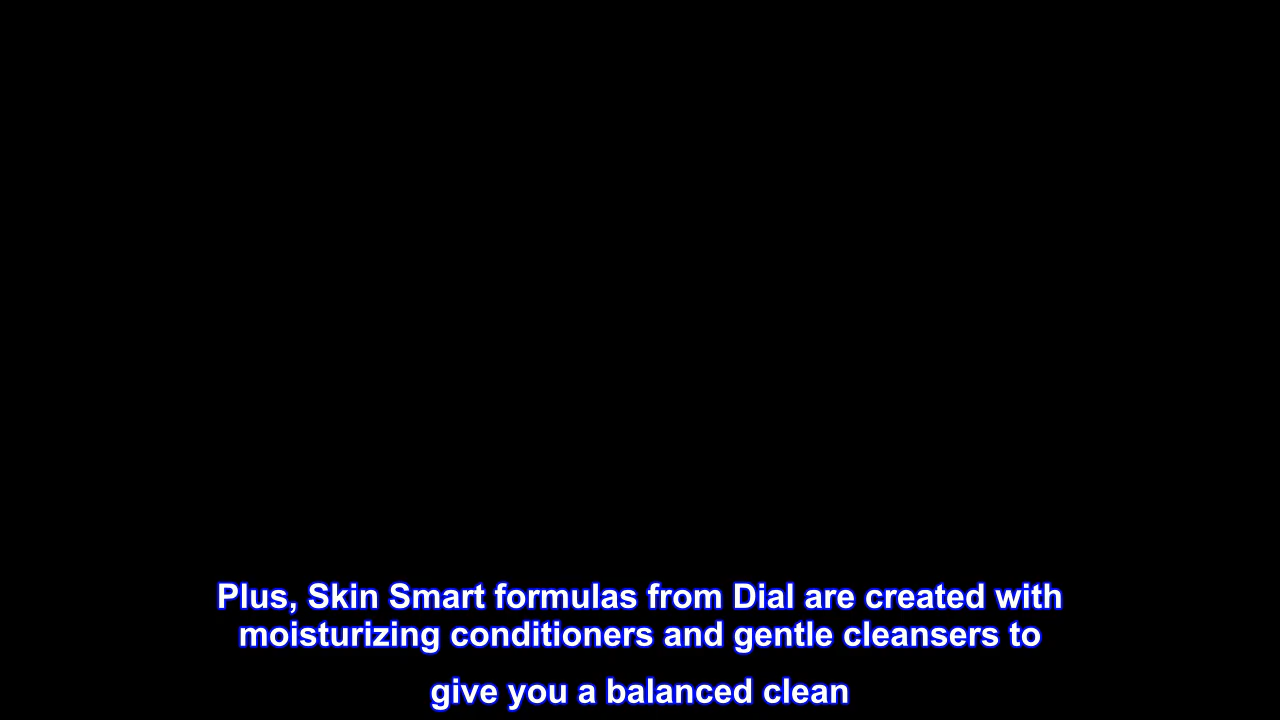 Plus, Skin Smart formulas from Dial are created with
moisturizing conditioners and gentle cleansers to
give you a balanced clean